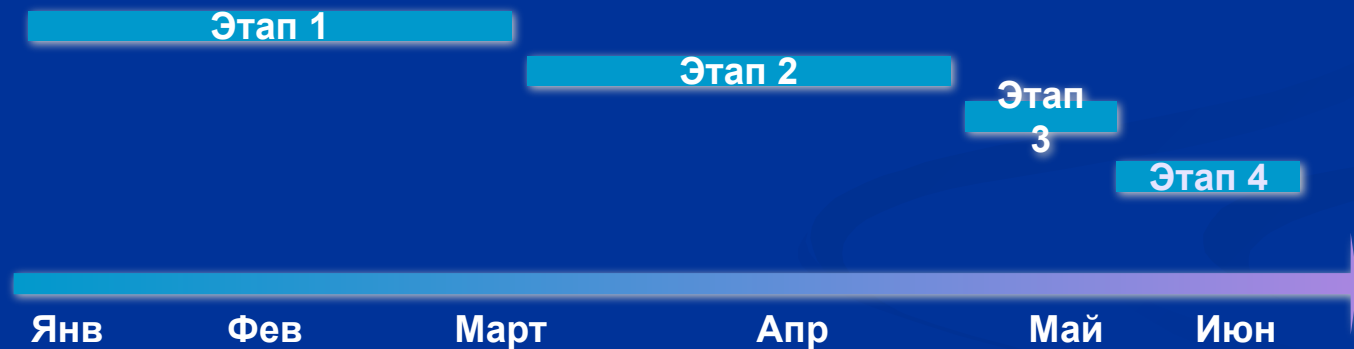 Этап 1
Этап 2
Этап
3
Этап 4
Янв Фев Март Апр Май Июн